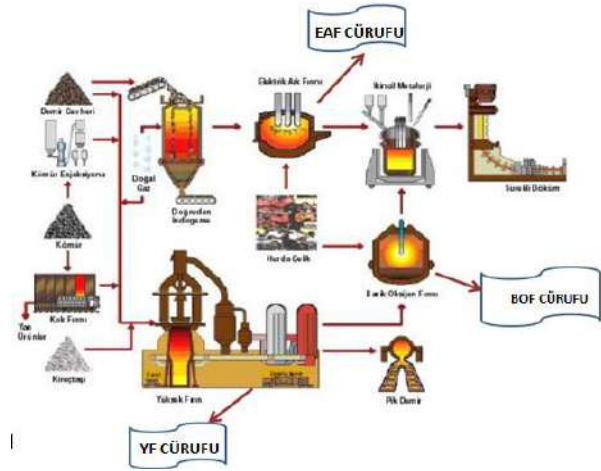 EAF CÜRUFU
Demir Cevheri
Elektrik Ark Fırını
İkincil Metalurji
Kömür Enjeksiyonu
Doğal
Gaz
Doğrudan
İndirgeme
Sürekli Döküm
Kömür
Hurda Çelik
Bazik Oksijen Fırını
BOF CÜRUFU
Kok Fırını
Yan
Ürünler
Kireçtaşı
Yüksek Fırın
Pik Demir
YF CÜRUFU